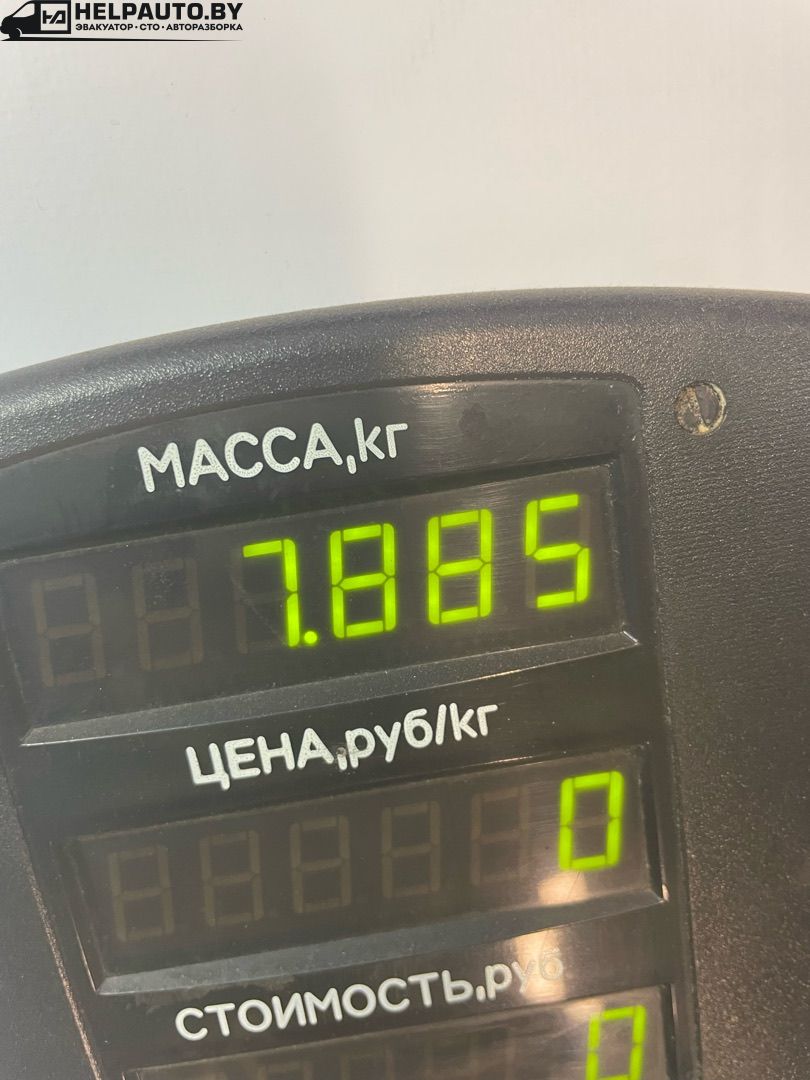 HELPAUTO.BY
ЭВАКУАТОР • СТО • АВТОРАЗБОРКА
МАССА,кг
7.885
ЦЕНА,руб/кг
0
СТОИМОСТЬ,руб
0